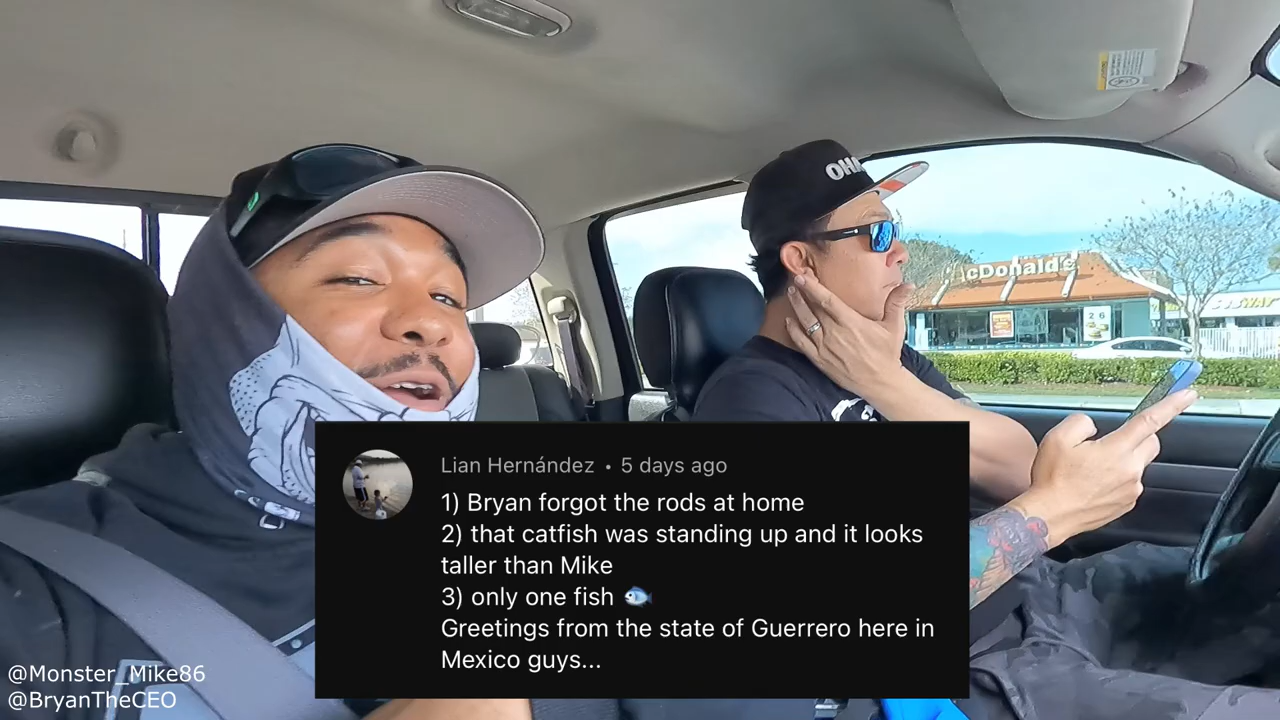 OHA
cDonald's
26
Lian Hernández • 5 days ago
1) Bryan forgot the rods at home
2) that catfish was standing up and it looks
taller than Mike
3) only one fish 🐟
Greetings from the state of Guerrero here in
Mexico guys...
@Monster_Mike86
@BryanTheCEO